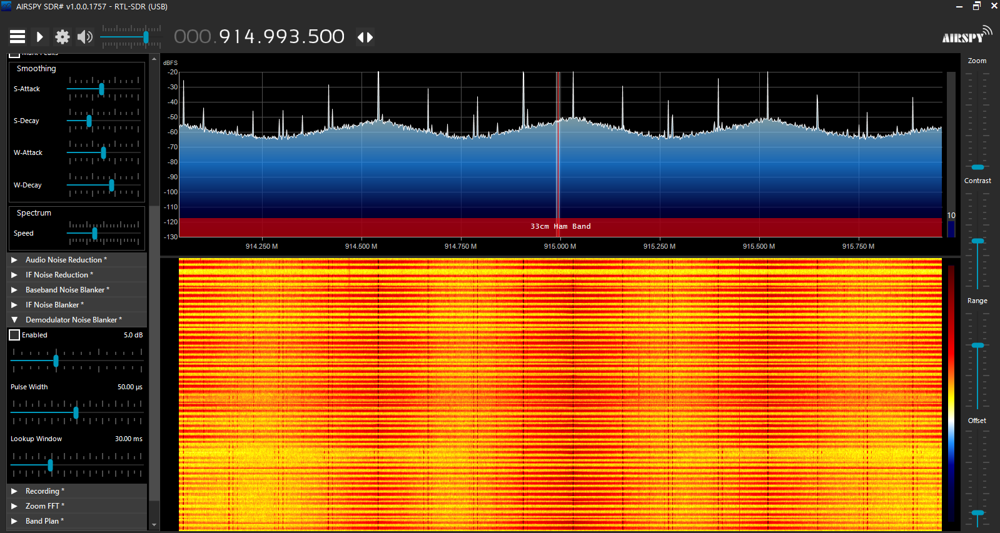 AIRSPY SDR# v1.0.0.1757 - RTL-SDR (USB)
000.914.993.500
AIRSPY
Mark Peaks
Smoothing
S-Attack
S-Decay
W-Attack
W-Decay
Spectrum
Speed
Audio Noise Reduction *
IF Noise Reduction *
Baseband Noise Blanker *
IF Noise Blanker *
Demodulator Noise Blanker *
Enabled 5.0 dB
Pulse Width 50.00 µs
Lookup Window 30.00 ms
Recording *
Zoom FFT *
Band Plan *
dBFS
-20
-30
-40
-50
-60
-70
-80
-90
-100
-110
-120
-130
33cm Ham Band
10
914.250 M 914.500 M 914.750 M 915.000 M 915.250 M 915.500 M 915.750 M
Zoom
Contrast
Range
Offset